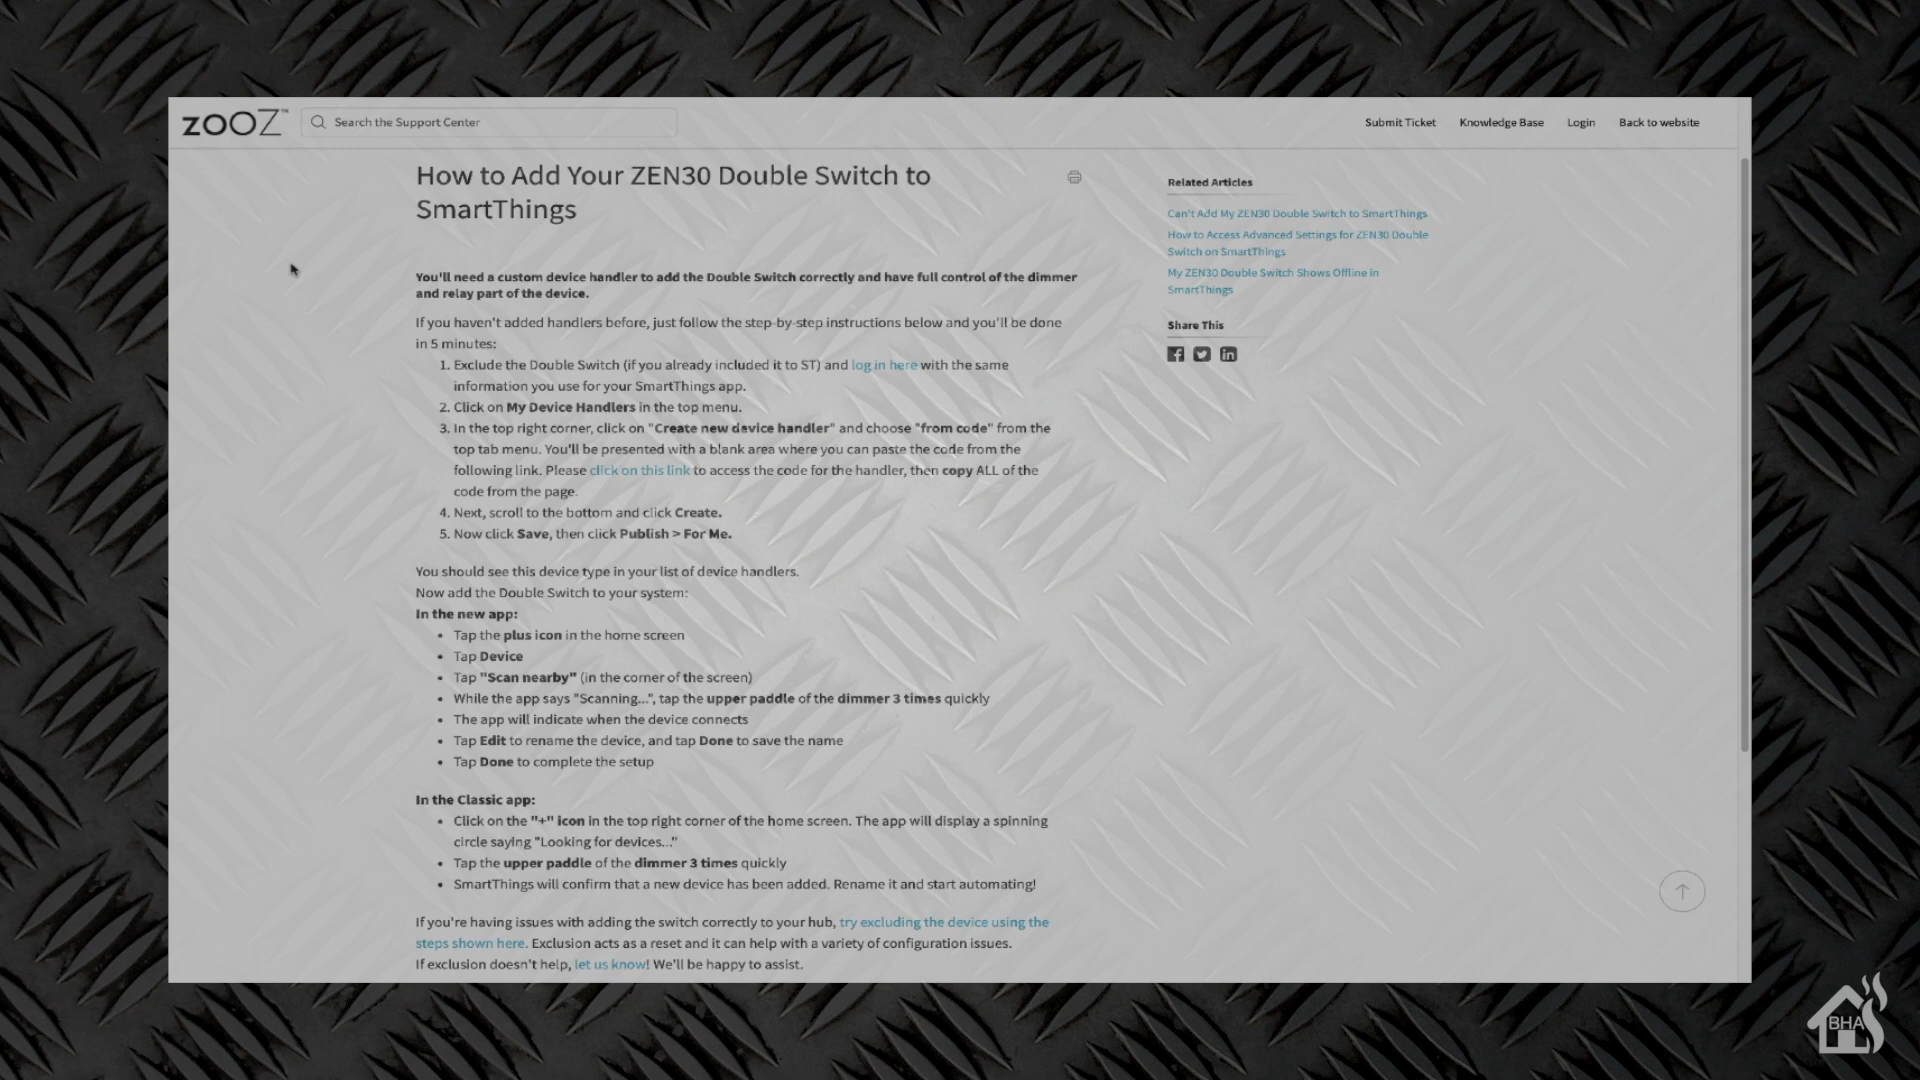 zooz™
Search the Support Center
Submit Ticket
Knowledge Base
Login
Back to website
How to Add Your ZEN30 Double Switch to
SmartThings
You'll need a custom device handler to add the Double Switch correctly and have full control of the dimmer
and relay part of the device.
If you haven't added handlers before, just follow the step-by-step instructions below and you'll be done
in 5 minutes:
1. Exclude the Double Switch (if you already included it to ST) and log in here with the same
information you use for your SmartThings app.
2. Click on My Device Handlers in the top menu.
3. In the top right corner, click on "Create new device handler" and choose "from code" from the
top tab menu. You'll be presented with a blank area where you can paste the code from the
following link. Please click on this link to access the code for the handler, then copy ALL of the
code from the page.
4. Next, scroll to the bottom and click Create.
5. Now click Save, then click Publish > For Me.
You should see this device type in your list of device handlers.
Now add the Double Switch to your system:
In the new app:
• Tap the plus icon in the home screen
• Tap Device
• Tap "Scan nearby" (in the corner of the screen)
• While the app says "Scanning...", tap the upper paddle of the dimmer 3 times quickly
• The app will indicate when the device connects
• Tap Edit to rename the device, and tap Done to save the name
• Tap Done to complete the setup
In the Classic app:
• Click on the "+" icon in the top right corner of the home screen. The app will display a spinning
circle saying "Looking for devices..."
• Tap the upper paddle of the dimmer 3 times quickly
• SmartThings will confirm that a new device has been added. Rename it and start automating!
If you're having issues with adding the switch correctly to your hub, try excluding the device using the
steps shown here. Exclusion acts as a reset and it can help with a variety of configuration issues.
If exclusion doesn't help, let us know! We'll be happy to assist.
Related Articles
Can't Add My ZEN30 Double Switch to SmartThings
How to Access Advanced Settings for ZEN30 Double
Switch on SmartThings
My ZEN30 Double Switch Shows Offline in
SmartThings
Share This
BHA